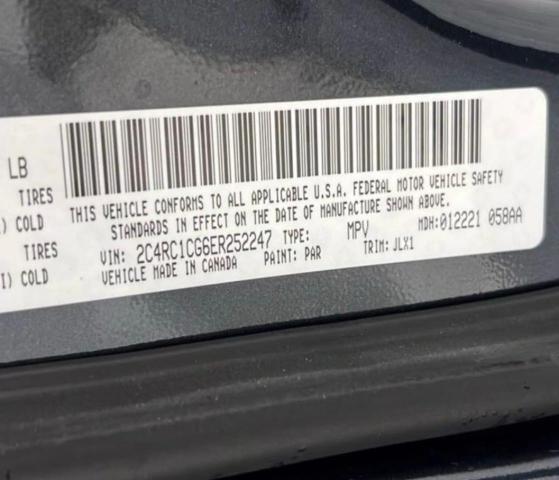 LB
TIRES
) COLD
TIRES
I) COLD
THIS VEHICLE CONFORMS TO ALL APPLICABLE U.S.A. FEDERAL MOTOR VEHICLE SAFETY
STANDARDS IN EFFECT ON THE DATE OF MANUFACTURE SHOWN ABOVE.
VIN: 2C4RC1CG6ER252247 TYPE: MPV MDH:012221 058AA
VEHICLE MADE IN CANADA PAINT: PAR TRIM: JLX1